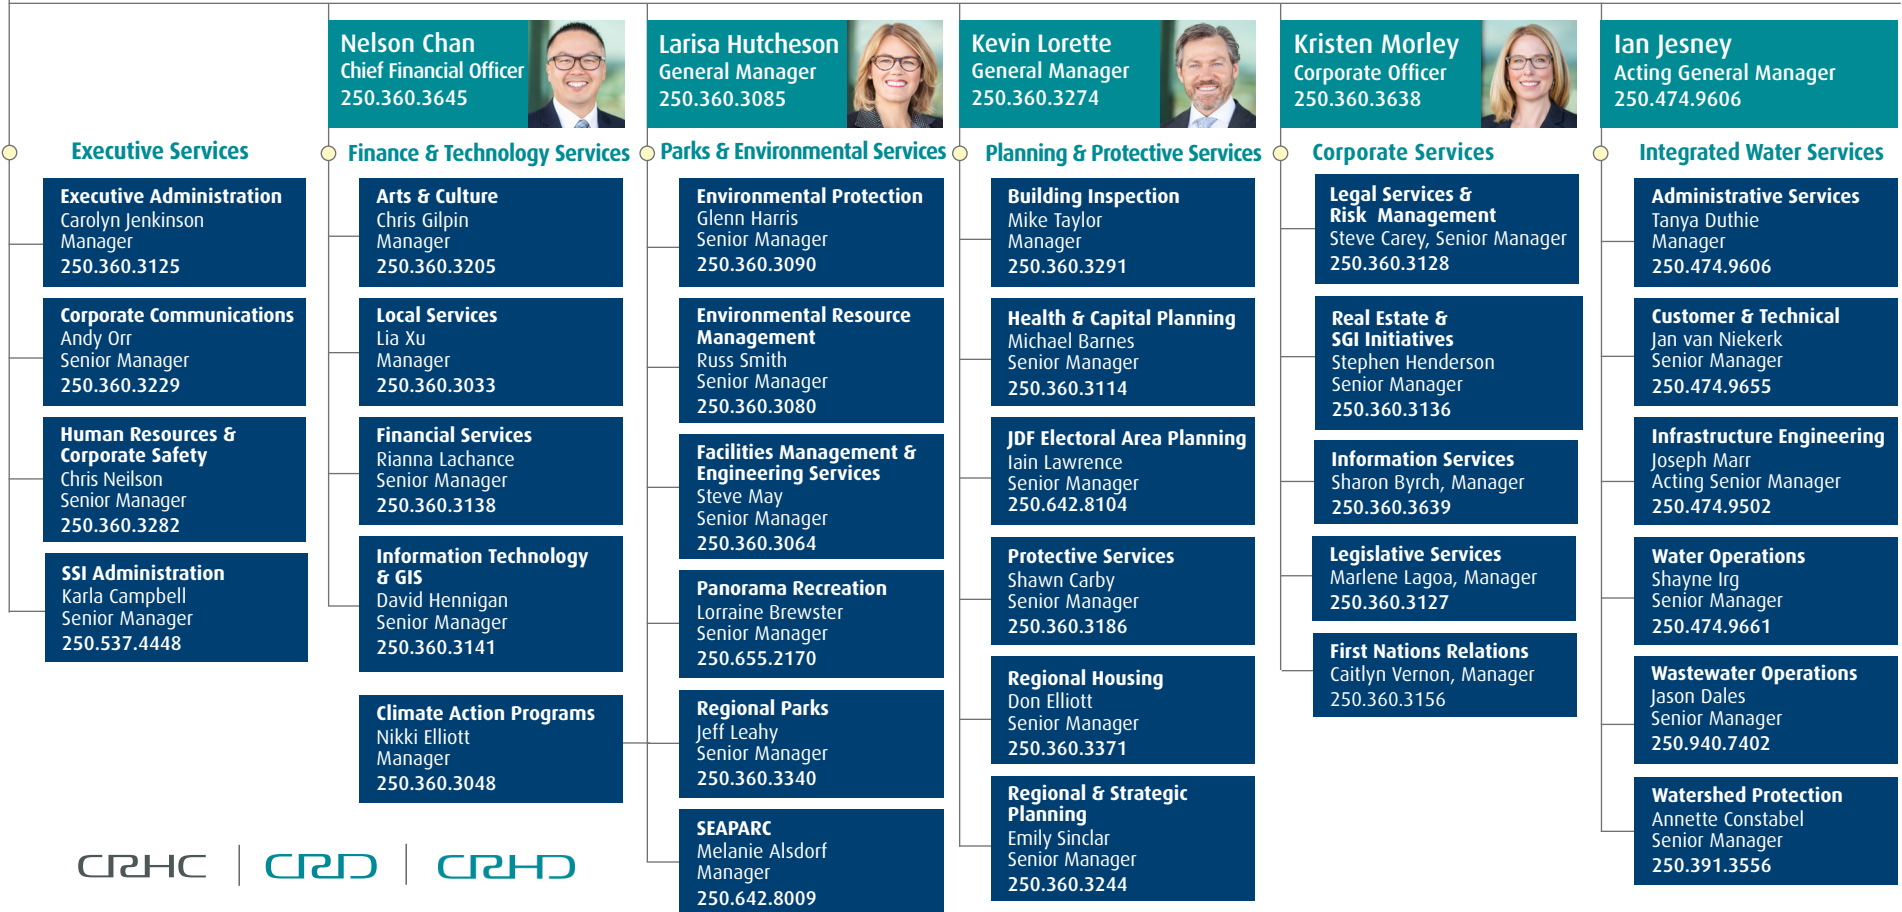 Nelson Chan
Chief Financial Officer
250.360.3645
Larisa Hutcheson
General Manager
250.360.3085
Kevin Lorette
General Manager
250.360.3274
Kristen Morley
Corporate Officer
250.360.3638
Ian Jesney
Acting General Manager
250.474.9606
Executive Services
Executive Administration
Carolyn Jenkinson
Manager
250.360.3125
Corporate Communications
Andy Orr
Senior Manager
250.360.3229
Human Resources &
Corporate Safety
Chris Neilson
Senior Manager
250.360.3282
SSI Administration
Karla Campbell
Senior Manager
250.537.4448
Finance & Technology Services
Arts & Culture
Chris Gilpin
Manager
250.360.3205
Local Services
Lia Xu
Manager
250.360.3033
Financial Services
Rianna Lachance
Senior Manager
250.360.3138
Information Technology
& GIS
David Hennigan
Senior Manager
250.360.3141
Climate Action Programs
Nikki Elliott
Manager
250.360.3048
Parks & Environmental Services
Environmental Protection
Glenn Harris
Senior Manager
250.360.3090
Environmental Resource
Management
Russ Smith
Senior Manager
250.360.3080
Facilities Management &
Engineering Services
Steve May
Senior Manager
250.360.3064
Panorama Recreation
Lorraine Brewster
Senior Manager
250.655.2170
Regional Parks
Jeff Leahy
Senior Manager
250.360.3340
SEAPARC
Melanie Alsdorf
Manager
250.642.8009
Planning & Protective Services
Building Inspection
Mike Taylor
Manager
250.360.3291
Health & Capital Planning
Michael Barnes
Senior Manager
250.360.3114
JDF Electoral Area Planning
Iain Lawrence
Senior Manager
250.642.8104
Protective Services
Shawn Carby
Senior Manager
250.360.3186
Regional Housing
Don Elliott
Senior Manager
250.360.3371
Regional & Strategic
Planning
Emily Sinclar
Senior Manager
250.360.3244
Corporate Services
Legal Services &
Risk Management
Steve Carey, Senior Manager
250.360.3128
Real Estate &
SGI Initiatives
Stephen Henderson
Senior Manager
250.360.3136
Information Services
Sharon Byrch, Manager
250.360.3639
Legislative Services
Marlene Lagoa, Manager
250.360.3127
First Nations Relations
Caitlyn Vernon, Manager
250.360.3156
Integrated Water Services
Administrative Services
Tanya Duthie
Manager
250.474.9606
Customer & Technical
Jan van Niekerk
Senior Manager
250.474.9655
Infrastructure Engineering
Joseph Marr
Acting Senior Manager
250.474.9502
Water Operations
Shayne Irg
Senior Manager
250.474.9661
Wastewater Operations
Jason Dales
Senior Manager
250.940.7402
Watershed Protection
Annette Constabel
Senior Manager
250.391.3556
CRHC
CRD
CRHD